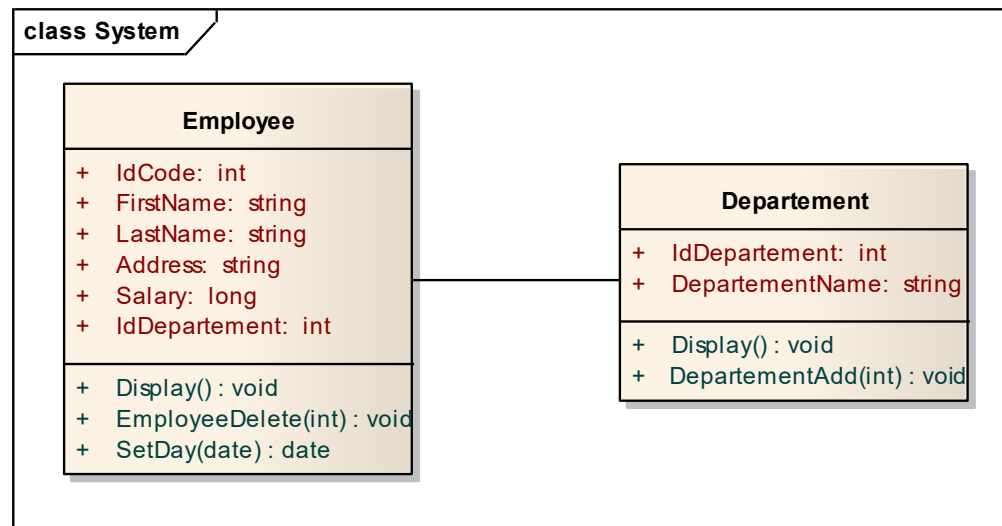 class System
Employee
+ IdCode: int
+ FirstName: string
+ LastName: string
+ Address: string
+ Salary: long
+ IdDepartement: int
+ Display() : void
+ EmployeeDelete(int) : void
+ SetDay(date) : date
Departement
+ IdDepartement: int
+ DepartementName: string
+ Display() : void
+ DepartementAdd(int) : void